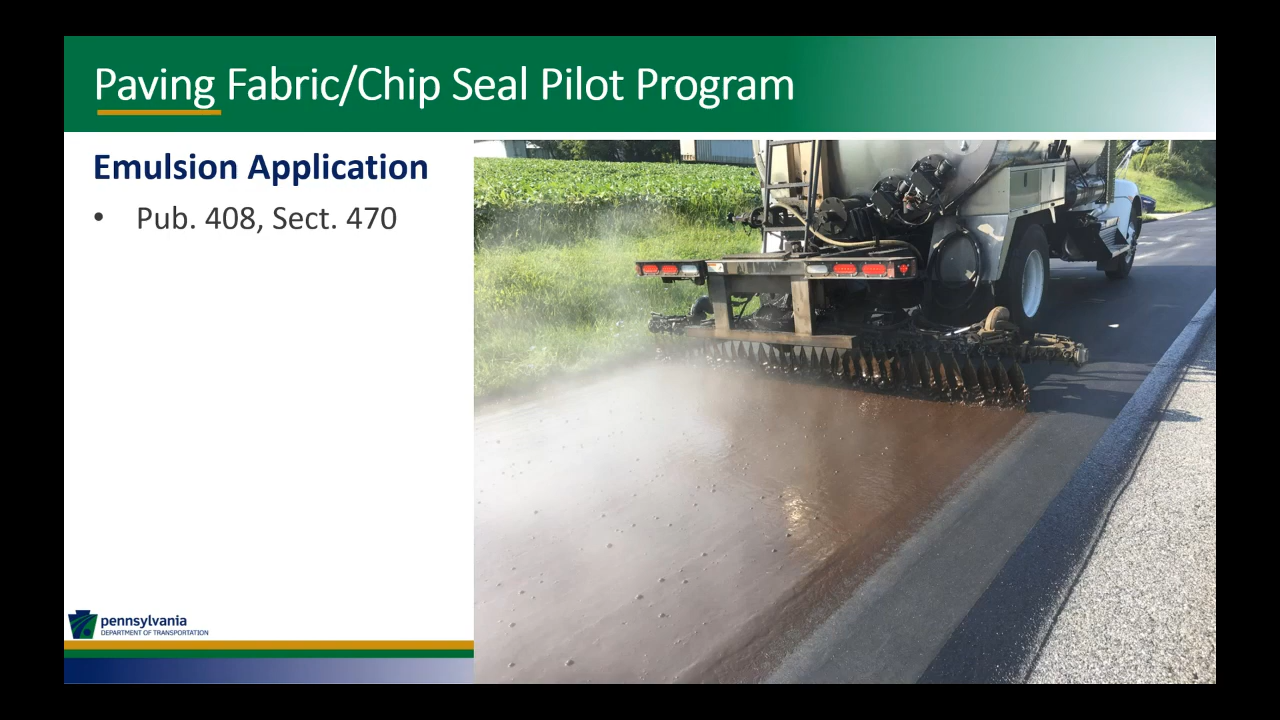 Paving Fabric/Chip Seal Pilot Program
Emulsion Application
• Pub. 408, Sect. 470
pennsylvania
DEPARTMENT OF TRANSPORTATION